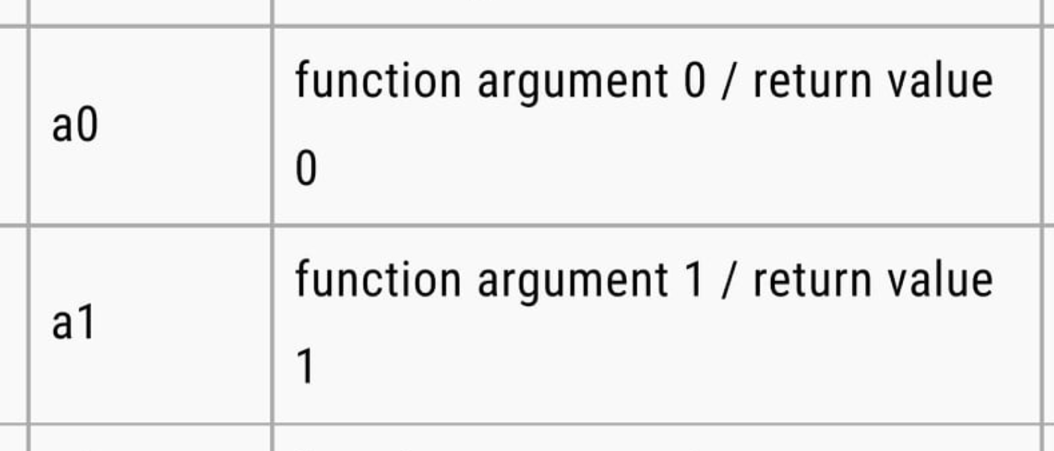 a0
function argument 0 / return value
0
a1
function argument 1 / return value
1